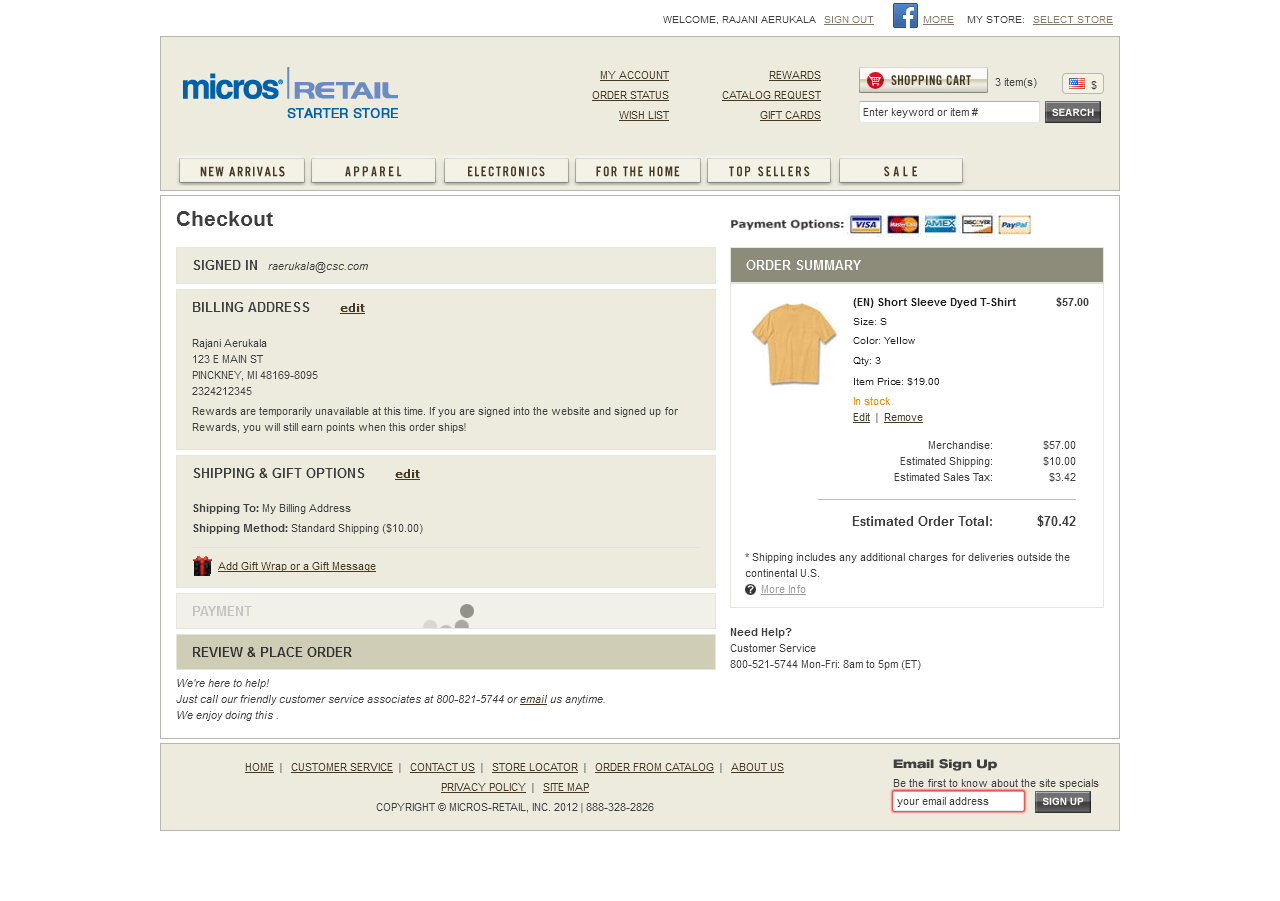 WELCOME, RAJANI AERUKALA SIGN OUT f MORE MY STORE: SELECT STORE
micros RETAIL
STARTER STORE
MY ACCOUNT
ORDER STATUS
WISH LIST
REWARDS
CATALOG REQUEST
GIFT CARDS
SHOPPING CART 3 item(s) $
Enter keyword or item # SEARCH
NEW ARRIVALS APPAREL ELECTRONICS FOR THE HOME TOP SELLERS SALE
Checkout
SIGNED IN raerukala@csc.com
BILLING ADDRESS edit
Rajani Aerukala
123 E MAIN ST
PINCKNEY, MI 48169-8095
2324212345
Rewards are temporarily unavailable at this time. If you are signed into the website and signed up for
Rewards, you will still earn points when this order ships!
SHIPPING & GIFT OPTIONS edit
Shipping To: My Billing Address
Shipping Method: Standard Shipping ($10.00)
Add Gift Wrap or a Gift Message
PAYMENT
REVIEW & PLACE ORDER
We're here to help!
Just call our friendly customer service associates at 800-821-5744 or email us anytime.
We enjoy doing this .
Payment Options: VISA MasterCard AMEX DISCOVER PayPal
ORDER SUMMARY
(EN) Short Sleeve Dyed T-Shirt $57.00
Size: S
Color: Yellow
Qty: 3
Item Price: $19.00
In stock
Edit | Remove
Merchandise: $57.00
Estimated Shipping: $10.00
Estimated Sales Tax: $3.42
Estimated Order Total: $70.42
* Shipping includes any additional charges for deliveries outside the
continental U.S.
? More Info
Need Help?
Customer Service
800-521-5744 Mon-Fri: 8am to 5pm (ET)
HOME | CUSTOMER SERVICE | CONTACT US | STORE LOCATOR | ORDER FROM CATALOG | ABOUT US
PRIVACY POLICY | SITE MAP
COPYRIGHT © MICROS-RETAIL, INC. 2012 | 888-328-2826
Email Sign Up
Be the first to know about the site specials
your email address SIGN UP